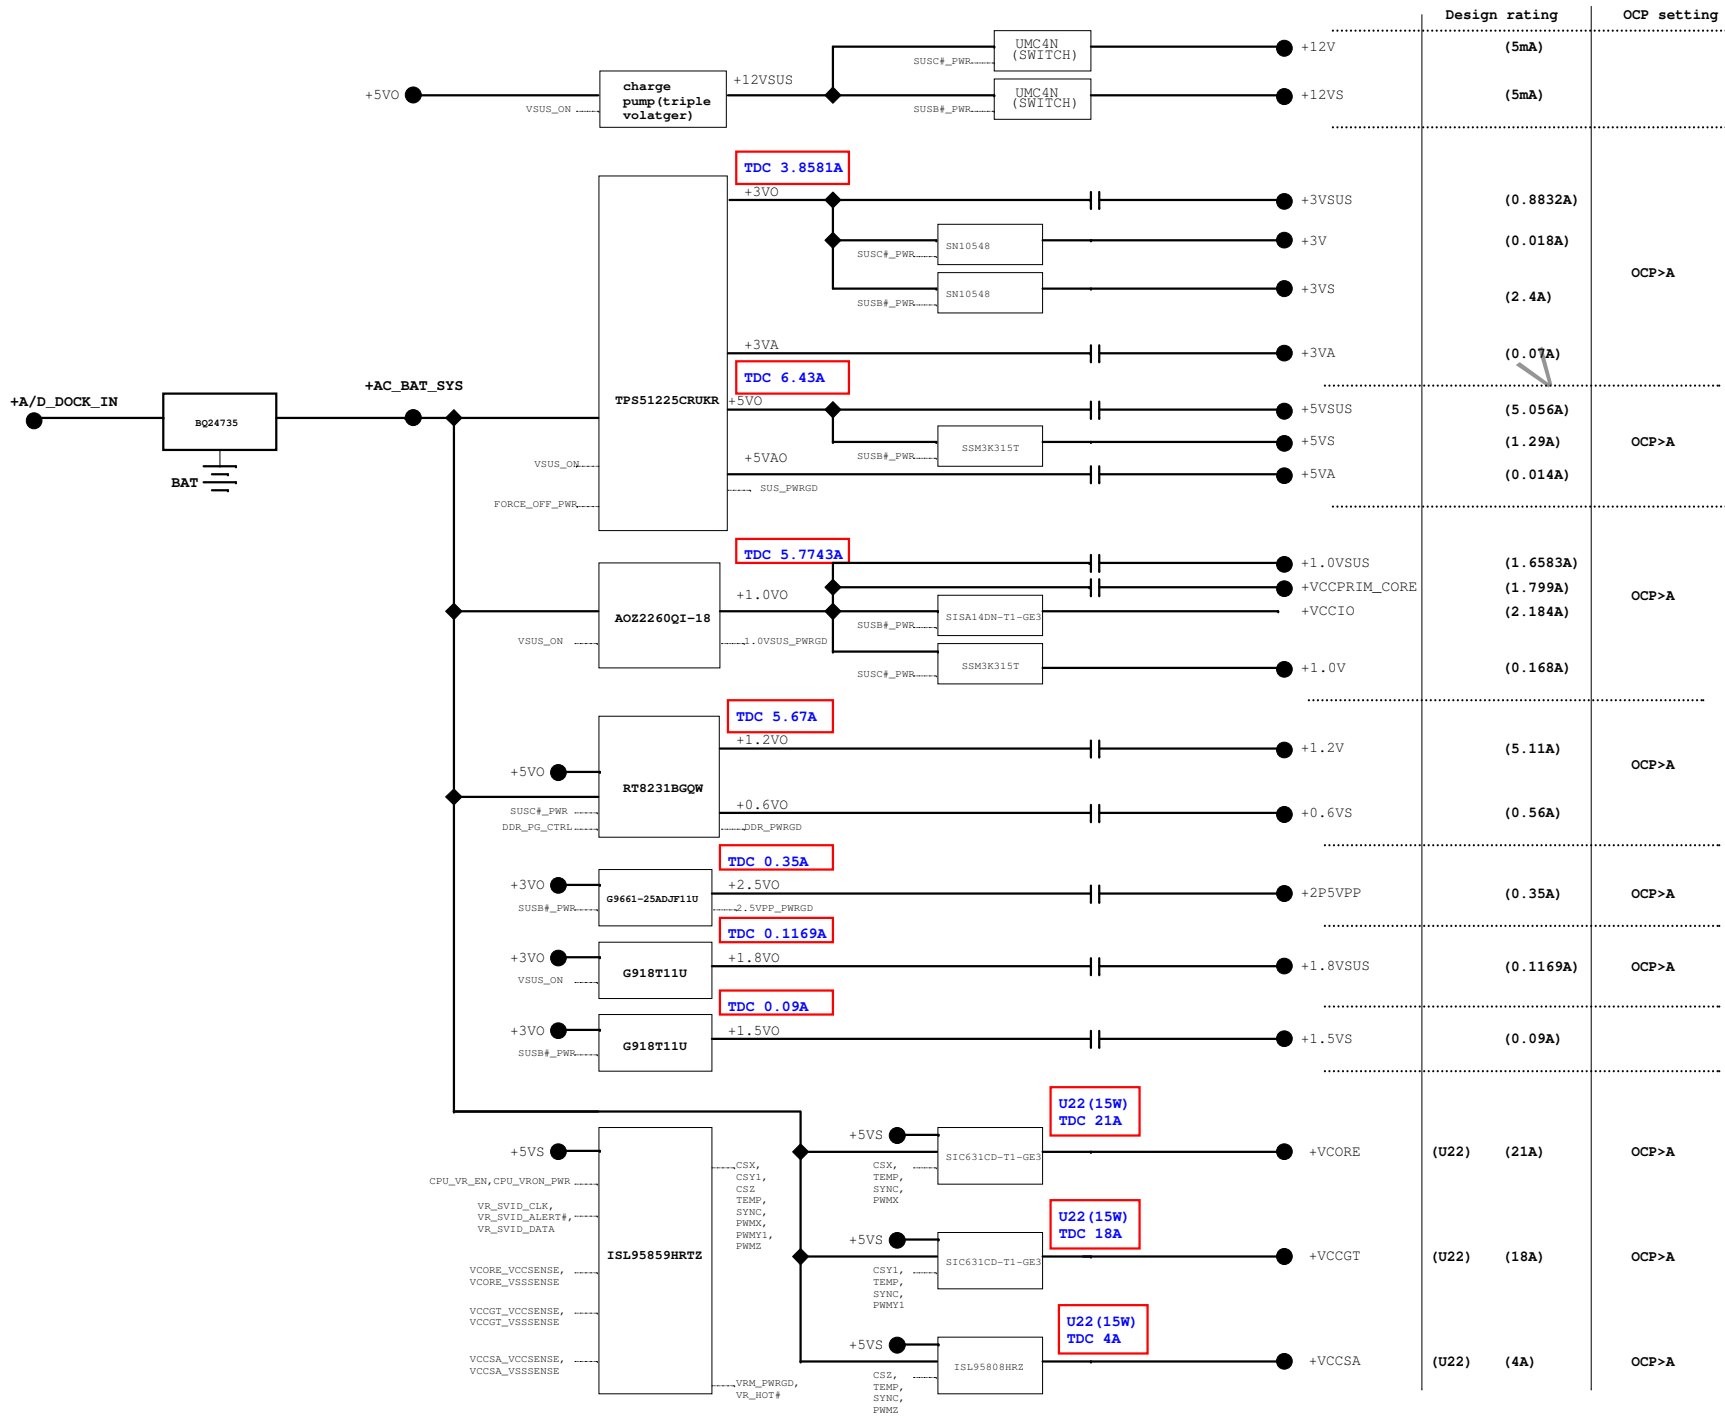 Design rating
OCP setting
UMC4N
(SWITCH)
SUSC#_PWR
+12V
(5mA)
+5VO
VSUS_ON
charge
pump(triple
volatger)
+12VSUS
UMC4N
(SWITCH)
SUSB#_PWR
+12VS
(5mA)
TDC 3.8581A
+3VO
+3VSUS
(0.8832A)
SN10548
SUSC#_PWR
+3V
(0.018A)
OCP>A
SN10548
SUSB#_PWR
+3VS
(2.4A)
+3VA
+3VA
(0.07A)
TDC 6.43A
+A/D_DOCK_IN
BQ24735
BAT
+AC_BAT_SYS
TPS51225CRUKR
+5VO
+5VSUS
(5.056A)
SSM3K315T
SUSB#_PWR
+5VS
(1.29A)
OCP>A
VSUS_ON
+5VAO
+5VA
(0.014A)
SUS_PWRGD
FORCE_OFF_PWR
TDC 5.7743A
+1.0VSUS
(1.6583A)
+VCCPRIM_CORE
(1.799A)
OCP>A
AOZ2260QI-18
+1.0VO
SISA14DN-T1-GE3
SUSB#_PWR
+VCCIO
(2.184A)
VSUS_ON
1.0VSUS_PWRGD
SSM3K315T
SUSC#_PWR
+1.0V
(0.168A)
TDC 5.67A
+1.2VO
+1.2V
(5.11A)
+5VO
RT8231BGQW
OCP>A
SUSC#_PWR
DDR_PG_CTRL
+0.6VO
DDR_PWRGD
+0.6VS
(0.56A)
TDC 0.35A
+3VO
SUSB#_PWR
G9661-25ADJF11U
+2.5VO
2.5VPP_PWRGD
+2P5VPP
(0.35A)
OCP>A
TDC 0.1169A
+3VO
VSUS_ON
G918T11U
+1.8VO
+1.8VSUS
(0.1169A)
OCP>A
TDC 0.09A
+3VO
SUSB#_PWR
G918T11U
+1.5VO
+1.5VS
(0.09A)
U22(15W)
TDC 21A
+5VS
CPU_VR_EN,CPU_VRON_PWR
VR_SVID_CLK,
VR_SVID_ALERT#,
VR_SVID_DATA
ISL95859HRTZ
VCORE_VCCSENSE,
VCORE_VSSSENSE
VCCGT_VCCSENSE,
VCCGT_VSSSENSE
VCCSA_VCCSENSE,
VCCSA_VSSSENSE
CSX,
CSY1,
CSZ
TEMP,
SYNC,
PWMX,
PWMY1,
PWMZ
VRM_PWRGD,
VR_HOT#
+5VS
CSX,
TEMP,
SYNC,
PWMX
SIC631CD-T1-GE3
+VCORE
(U22)
(21A)
OCP>A
U22(15W)
TDC 18A
+5VS
CSY1,
TEMP,
SYNC,
PWMY1
SIC631CD-T1-GE3
+VCCGT
(U22)
(18A)
OCP>A
U22(15W)
TDC 4A
+5VS
CSZ,
TEMP,
SYNC,
PWMZ
ISL95808HRZ
+VCCSA
(U22)
(4A)
OCP>A